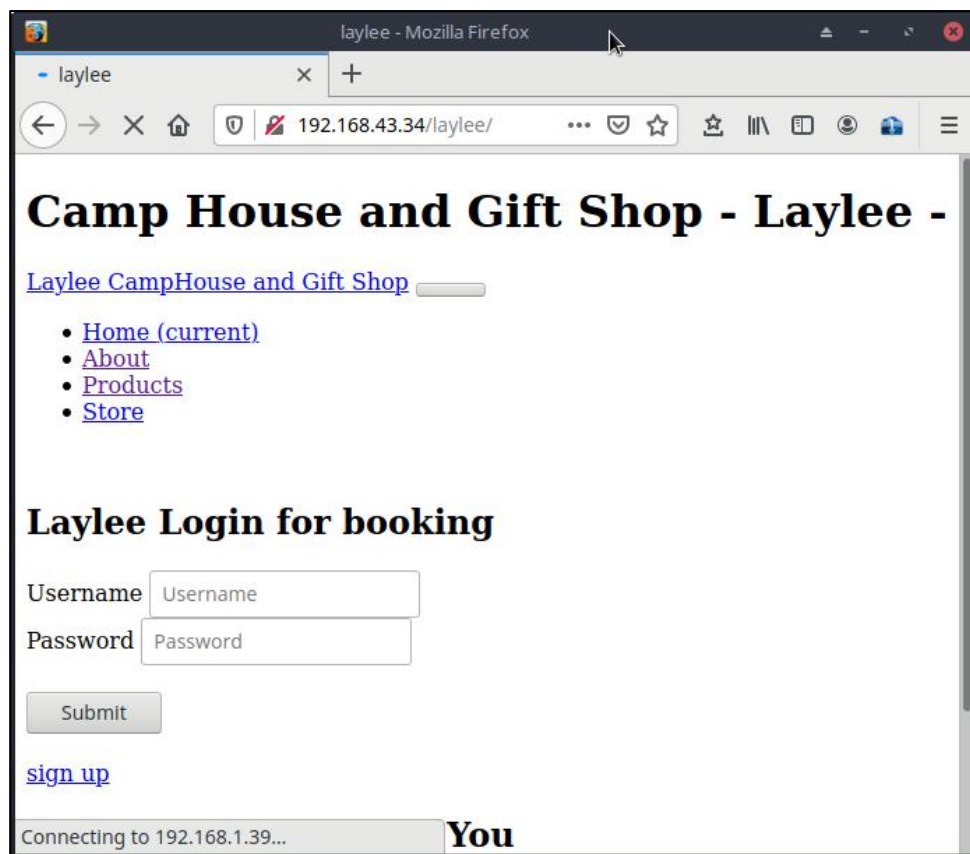 laylee - Mozilla Firefox
laylee
192.168.43.34/laylee/
Camp House and Gift Shop - Laylee -
Laylee CampHouse and Gift Shop
Home (current)
About
Products
Store
Laylee Login for booking
Username Username
Password Password
Submit
sign up
Connecting to 192.168.1.39... You